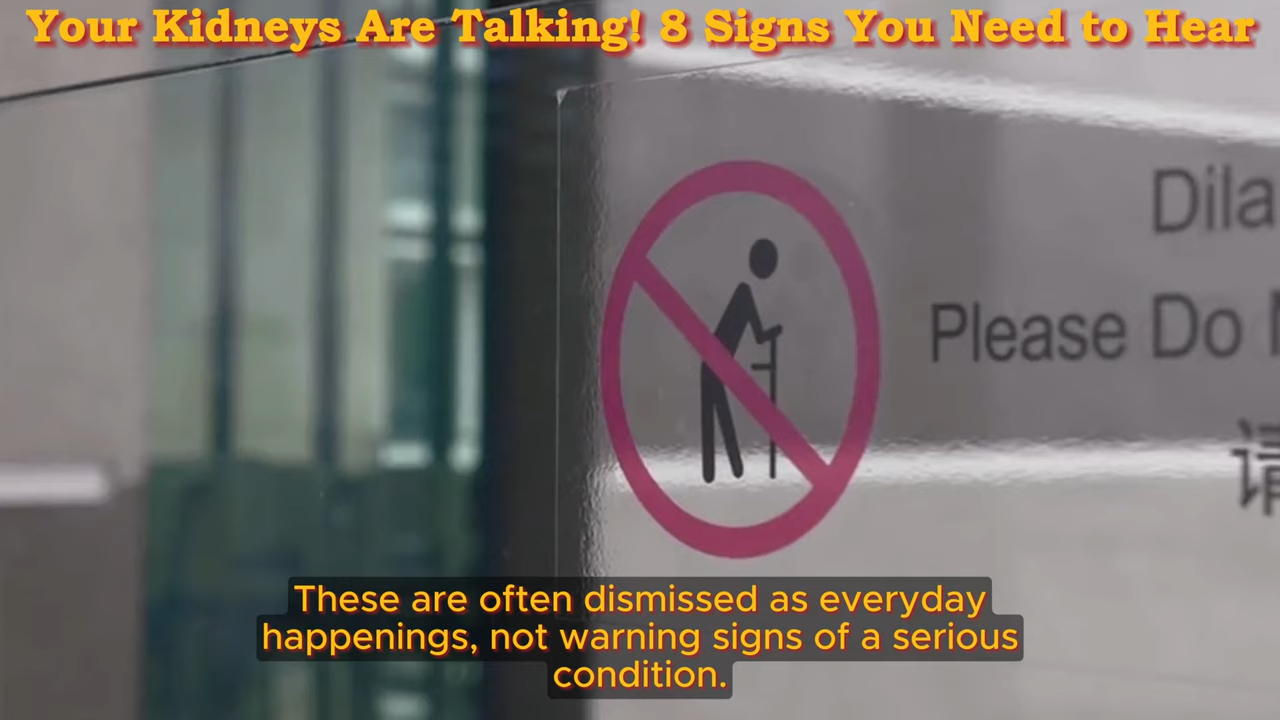 Your Kidneys Are Talking! 8 Signs You Need to Hear
Dila
Please Do
请
These are often dismissed as everyday
happenings, not warning signs of a serious
condition.